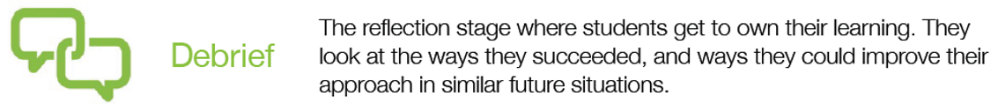 Debrief
The reflection stage where students get to own their learning. They
look at the ways they succeeded, and ways they could improve their
approach in similar future situations.